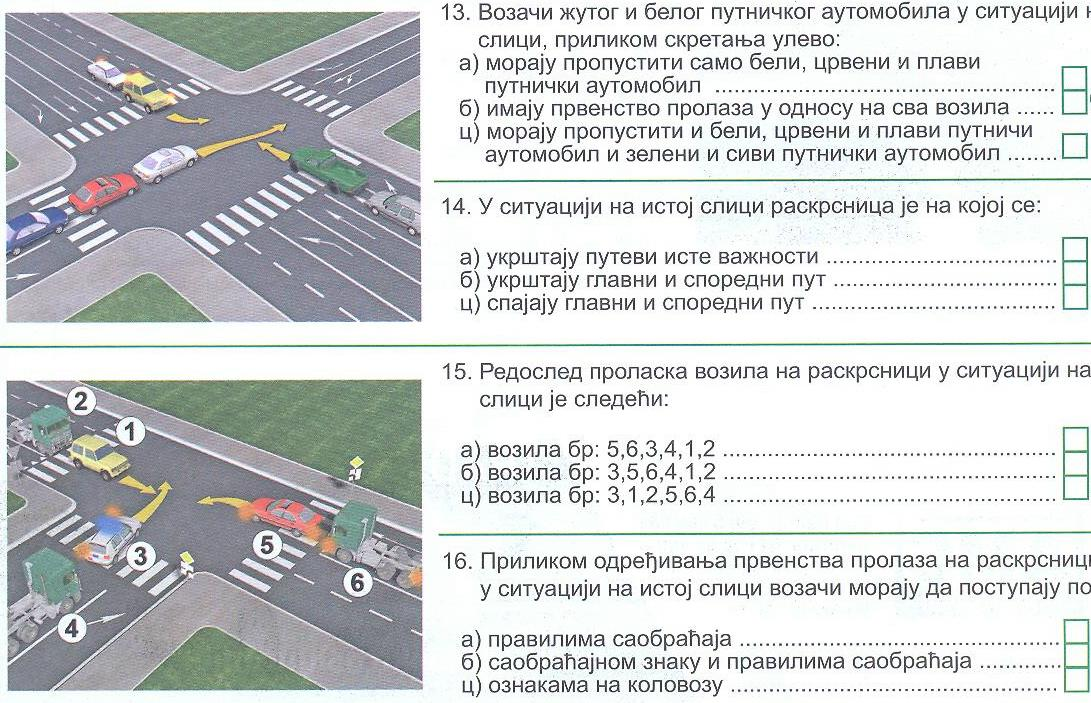 13. Возачи жутог и белог путничког аутомобила у ситуацији
слици, приликом скретања улево:
а) морају пропустити само бели, црвени и плави
путнички аутомобил ..........................................................
б) имају првенство пролаза у односу на сва возила ......
ц) морају пропустити и бели, црвени и плави путничи
аутомобил и зелени и сиви путнички аутомобил ........
14. У ситуацији на истој слици раскрсница је на којој се:
а) укрштају путеви исте важности ...................................
б) укрштају главни и споредни пут ..................................
ц) спајају главни и споредни пут .....................................
2
1
3
5
6
4
15. Редослед проласка возила на раскрсници у ситуацији на
слици је следећи:
а) возила бр: 5,6,3,4,1,2 ...................................................
б) возила бр: 3,5,6,4,1,2 ...................................................
ц) возила бр: 3,1,2,5,6,4 ...................................................
16. Приликом одређивања првенства пролаза на
у ситуацији на истој слици возачи морају да поступају
а) правилима саобраћаја .................................................
б) саобраћајном знаку и правилима саобраћаја ............
ц) ознакама на коловозу ..................................................